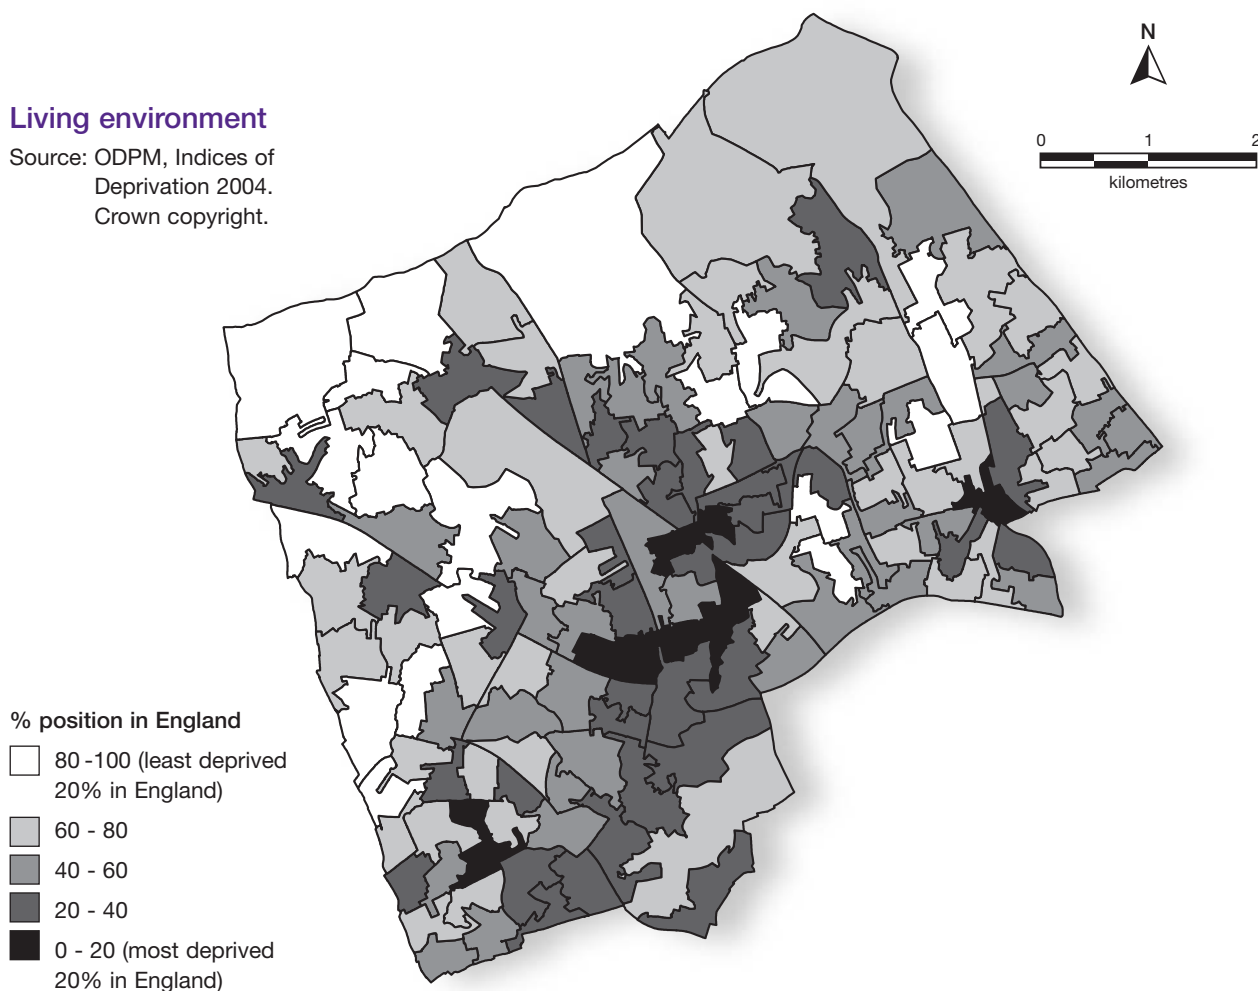 Living environment
Source: ODPM, Indices of
Deprivation 2004.
Crown copyright.
N
0 1 2
kilometres
% position in England
80 -100 (least deprived
20% in England)
60 - 80
40 - 60
20 - 40
0 - 20 (most deprived
20% in England)